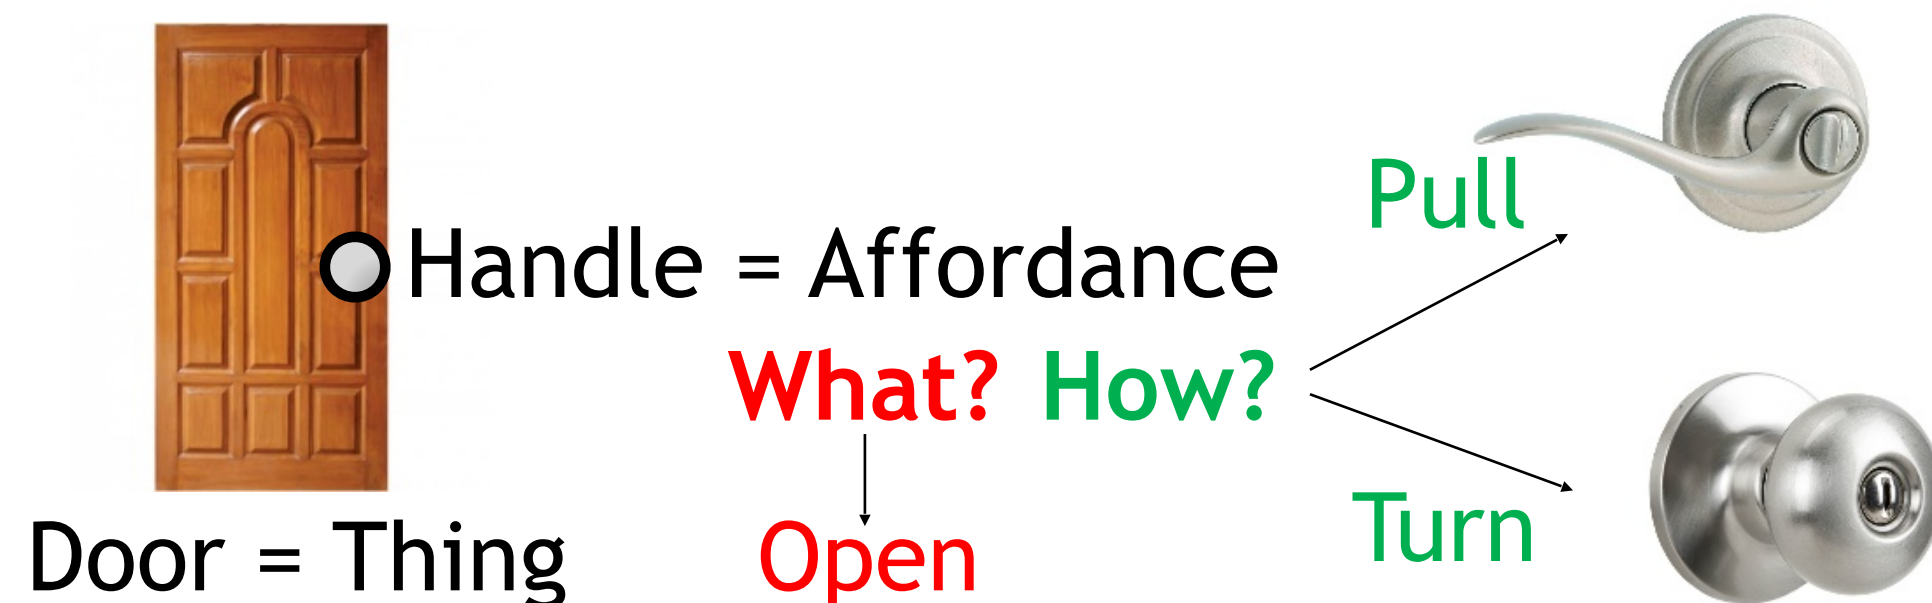 Pull
Handle = Affordance
What? How?
Turn
Door = Thing
Open